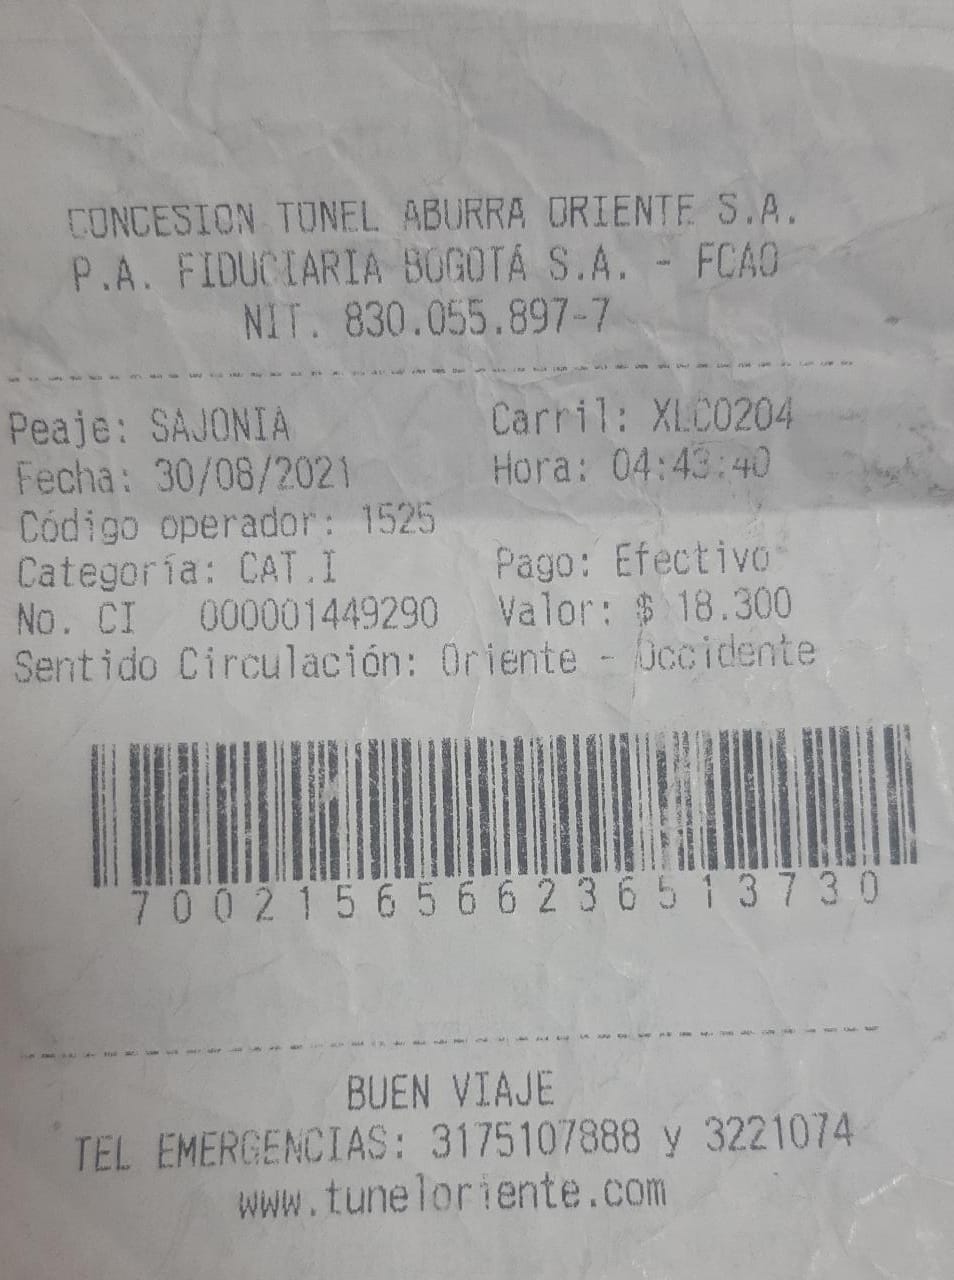 CONCESION TONEL ABURRA ORIENTE S.A.
P.A. FIDUCIARIA BOGOTÁ S.A. - FCAO
NIT. 830.055.897-7
Peaje: SAJONIA Carril: XLC0204
Fecha: 30/08/2021 Hora: 04:43:40
Código operador: 1525
Categoría: CAT.I Pago: Efectivo
No. CI 000001449290 Valor: $ 18.300
Sentido Circulación: Oriente - Occidente
7002156566236513730
BUEN VIAJE
TEL EMERGENCIAS: 3175107888 y 3221074
www.tuneloriente.com